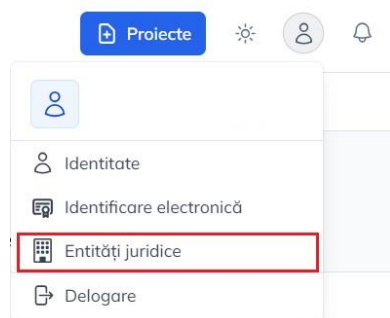 Proiecte
Identitate
Identificare electronică
Entități juridice
Delogare